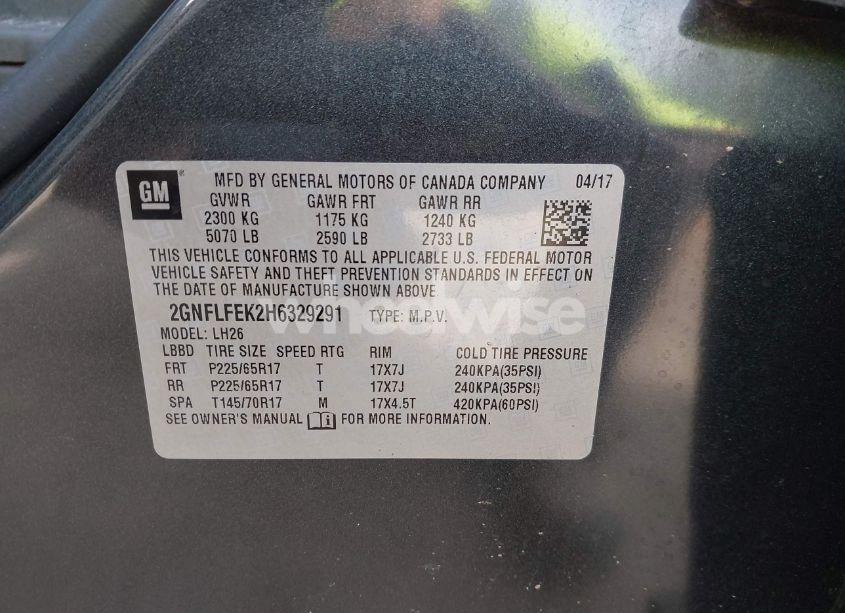 GM
MFD BY GENERAL MOTORS OF CANADA COMPANY 04/17
GVWR GAWR FRT GAWR RR
2300 KG 1175 KG 1240 KG
5070 LB 2590 LB 2733 LB
THIS VEHICLE CONFORMS TO ALL APPLICABLE U.S. FEDERAL MOTOR
VEHICLE SAFETY AND THEFT PREVENTION STANDARDS IN EFFECT ON
THE DATE OF MANUFACTURE SHOWN ABOVE
2GNFLFEK2H6329291 TYPE: M.P.V.
wheelwise
MODEL: LH26
LBBD TIRE SIZE SPEED RTG RIM COLD TIRE PRESSURE
FRT P225/65R17 T 17X7J 240KPA(35PSI)
RR P225/65R17 T 17X7J 240KPA(35PSI)
SPA T145/70R17 M 17X4.5T 420KPA(60PSI)
SEE OWNER'S MANUAL FOR MORE INFORMATION.